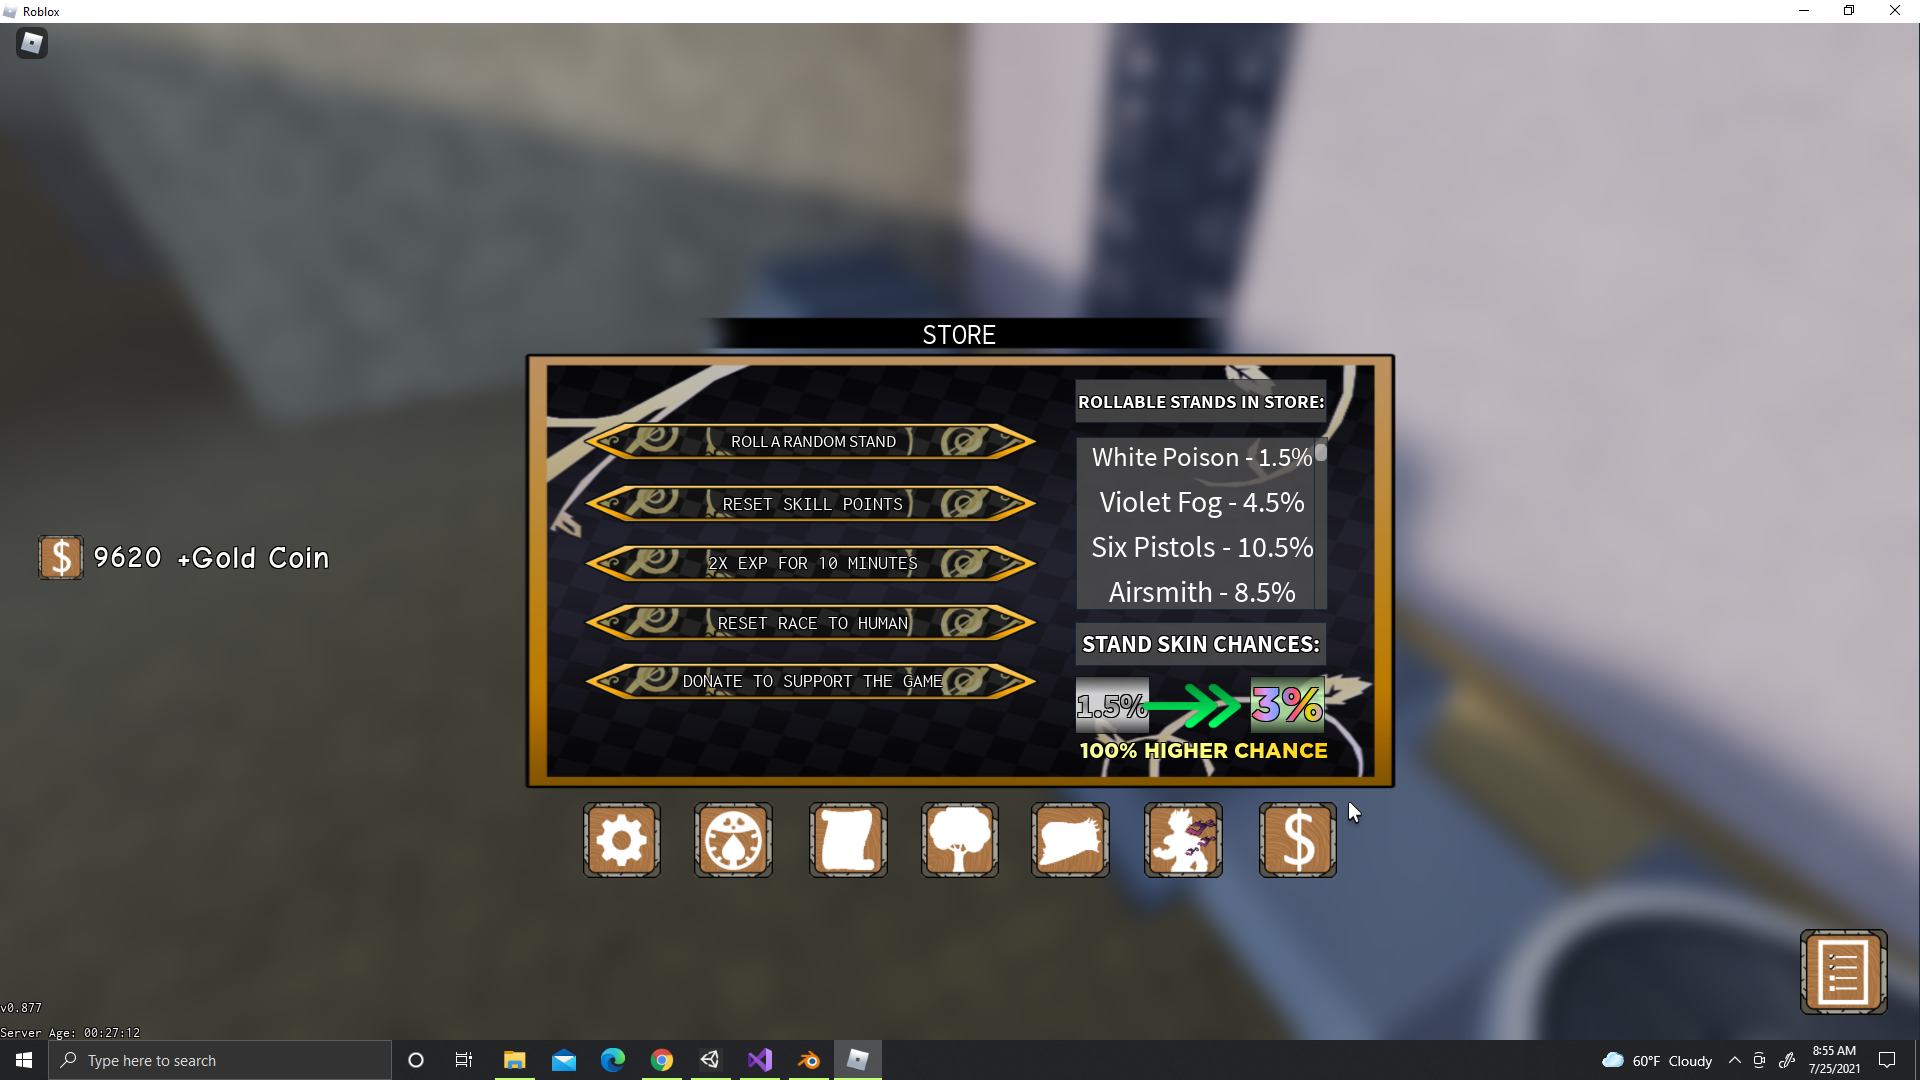 Roblox
STORE
ROLL A RANDOM STAND
RESET SKILL POINTS
2X EXP FOR 10 MINUTES
RESET RACE TO HUMAN
DONATE TO SUPPORT THE GAME
ROLLABLE STANDS IN STORE:
White Poison - 1.5%
Violet Fog - 4.5%
Six Pistols - 10.5%
Airsmith - 8.5%
STAND SKIN CHANCES:
1.5% 3%
100% HIGHER CHANCE
$ 9620 +Gold Coin
$
v0.877
Server Age: 00:27:12
Type here to search
60°F Cloudy
8:55 AM
7/25/2021